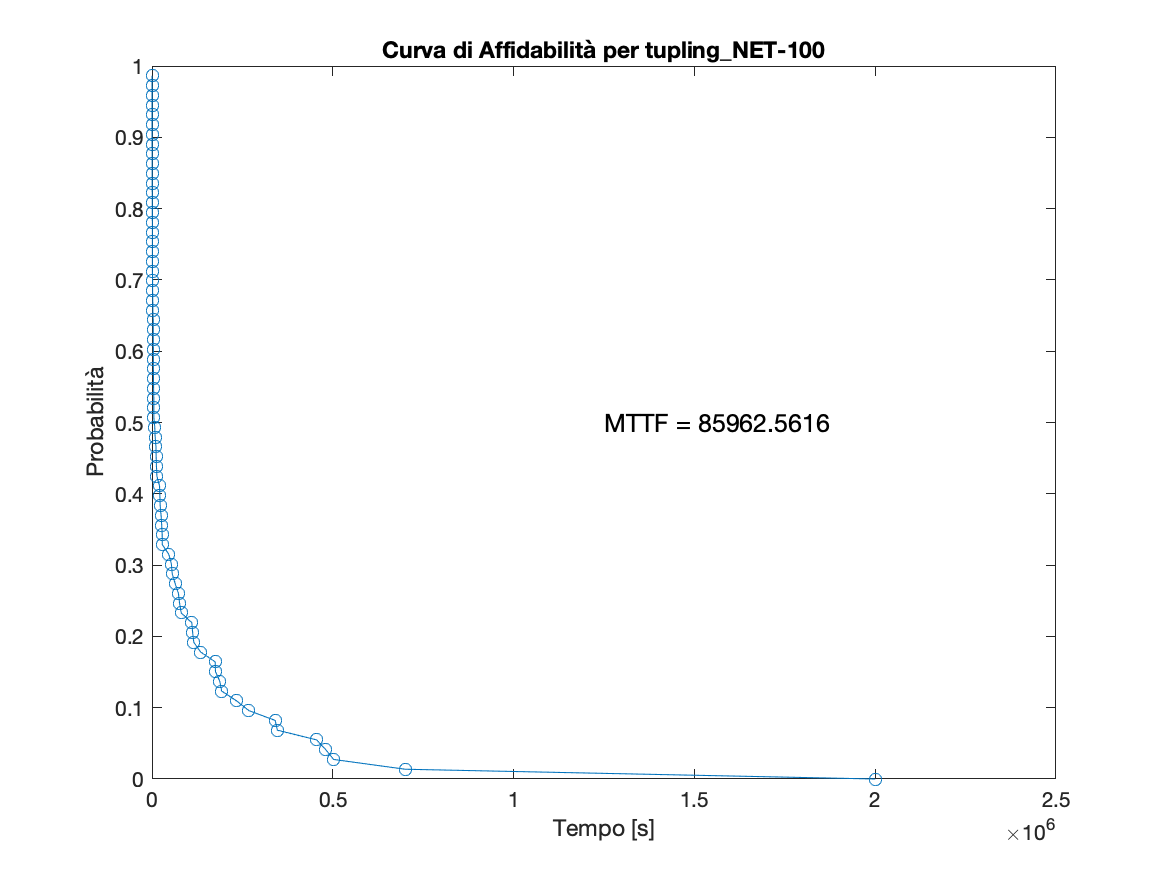 Curva di Affidabilità per tupling_NET-100
1
0.9
0.8
0.7
0.6
0.5
0.4
0.3
0.2
0.1
0
Probabilità
MTTF = 85962.5616
0 0.5 1 1.5 2 2.5
Tempo [s]
×10⁶